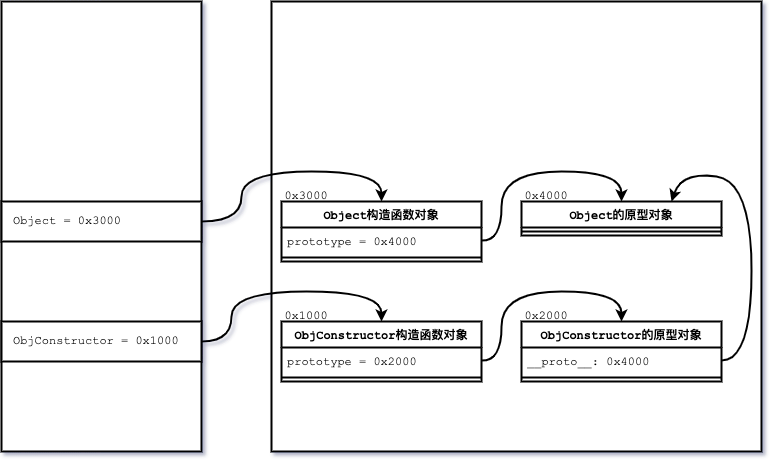 0x3000
0x4000
Object = 0x3000
Object构造函数对象
Object的原型对象
prototype = 0x4000
0x1000
0x2000
ObjConstructor = 0x1000
ObjConstructor构造函数对象
ObjConstructor的原型对象
prototype = 0x2000
__proto__: 0x4000